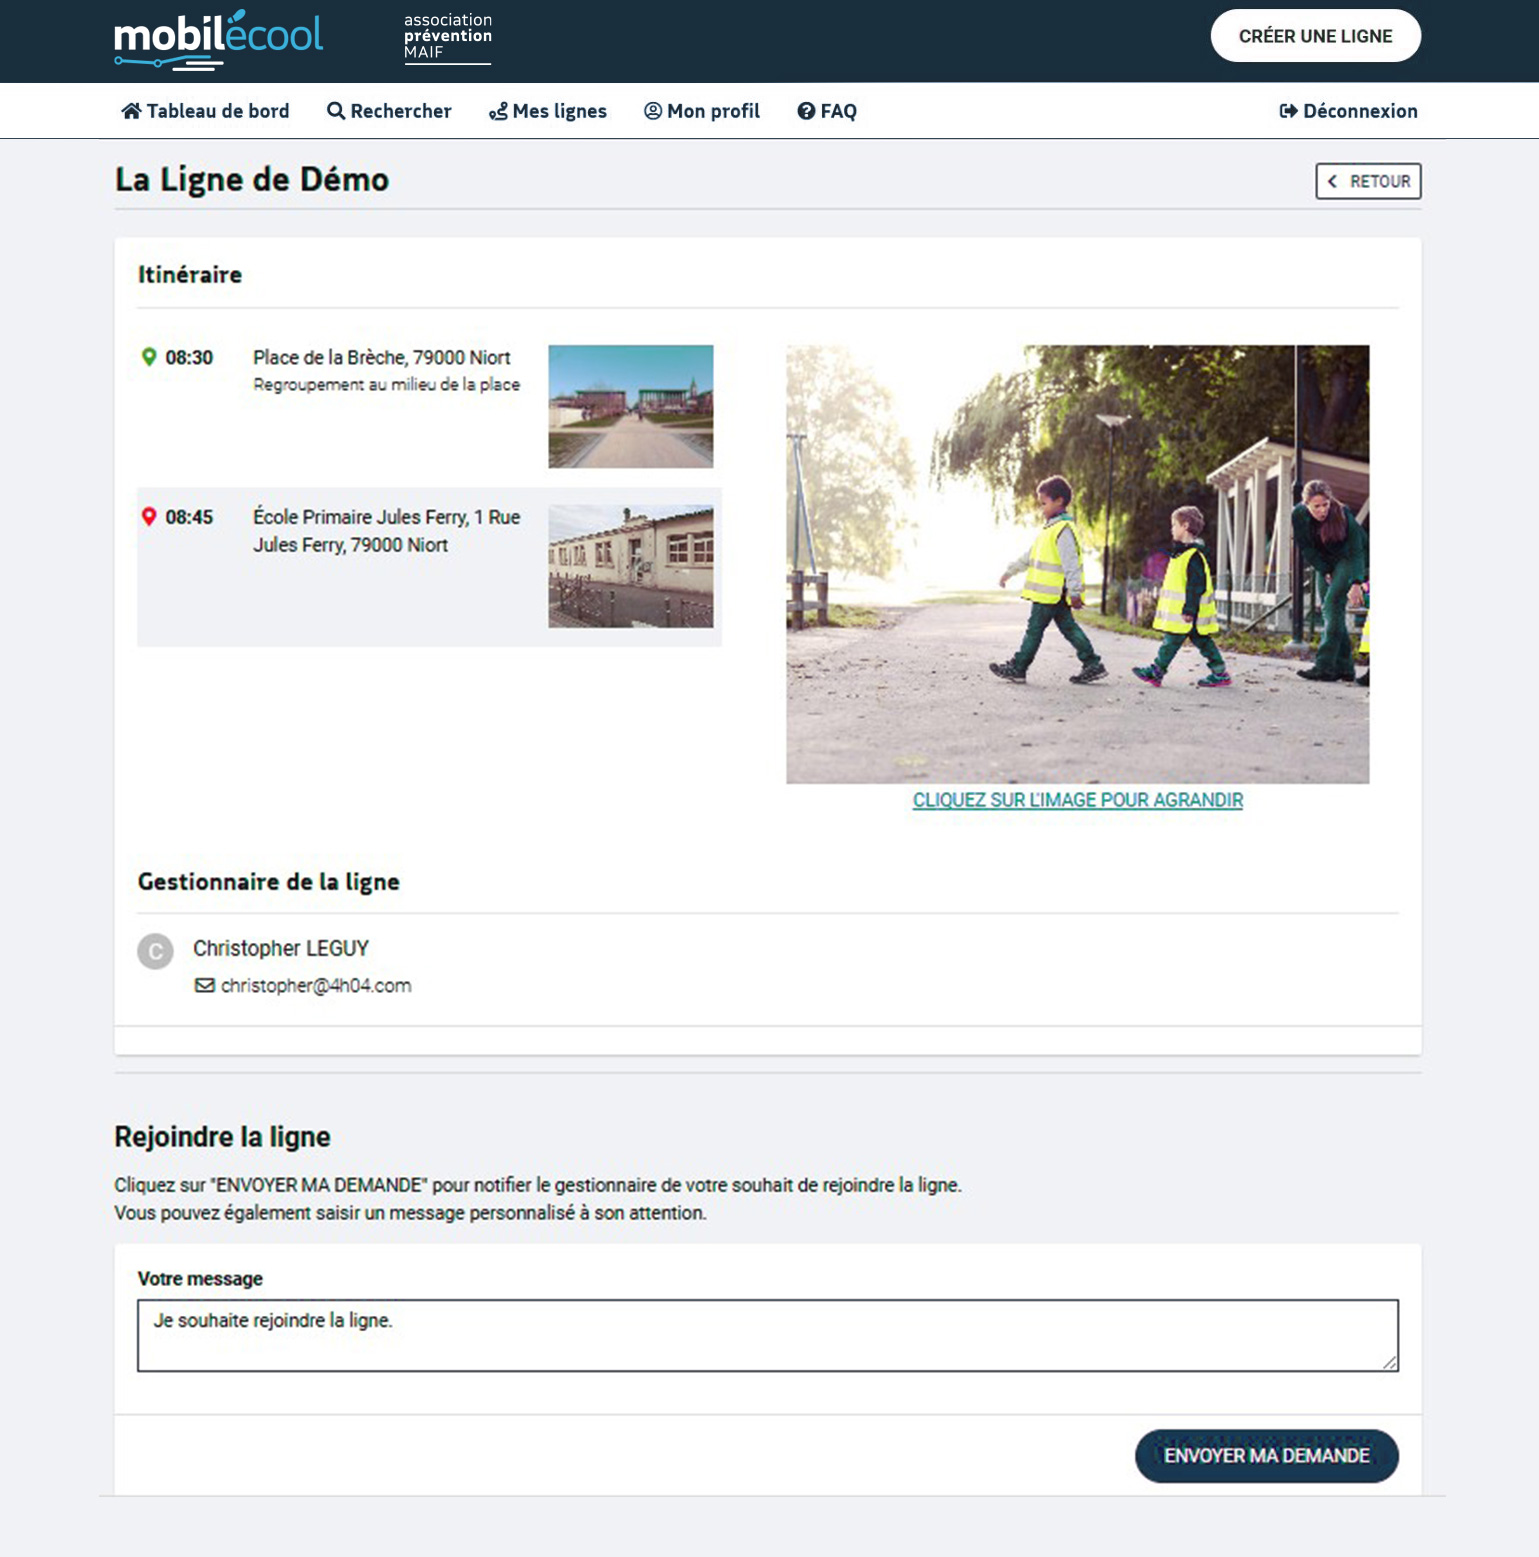 mobilécool
association
prévention
MAIF
CRÉER UNE LIGNE
Tableau de bord
Rechercher
Mes lignes
Mon profil
FAQ
Déconnexion
La Ligne de Démo
RETOUR
Itinéraire
08:30
Place de la Brèche, 79000 Niort
Regroupement au milieu de la place
08:45
École Primaire Jules Ferry, 1 Rue
Jules Ferry, 79000 Niort
CLIQUEZ SUR L'IMAGE POUR AGRANDIR
Gestionnaire de la ligne
C
Christopher LEGUY
christopher@4h04.com
Rejoindre la ligne
Cliquez sur "ENVOYER MA DEMANDE" pour notifier le gestionnaire de votre souhait de rejoindre la ligne.
Vous pouvez également saisir un message personnalisé à son attention.
Votre message
Je souhaite rejoindre la ligne.
ENVOYER MA DEMANDE